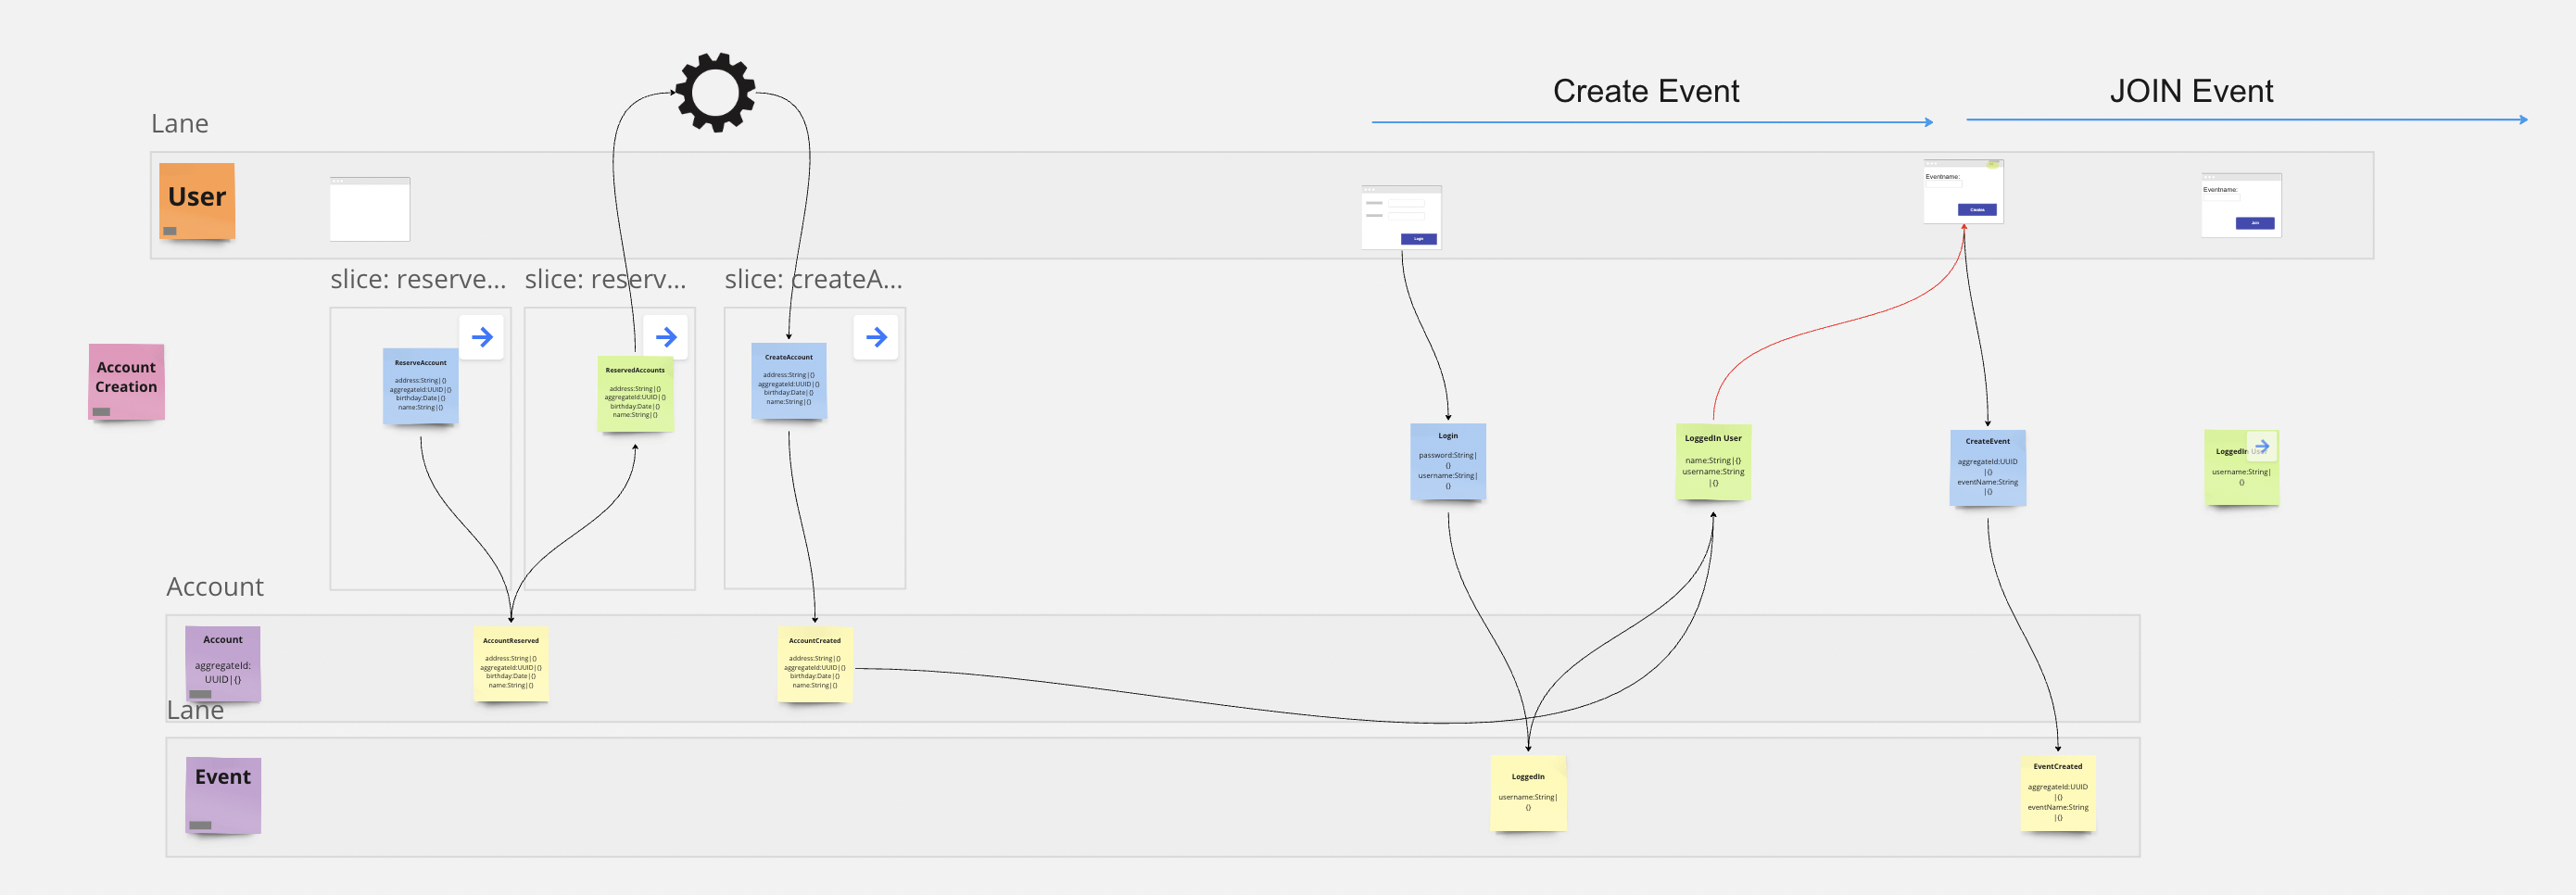 Create Event
JOIN Event
Lane
User
Login
Eventname:
Createe
Eventname:
JOIN
slice: reserve...
slice: reserv...
slice: createA...
Account
Creation
ReserveAccount
address:String|{}
aggregateId:UUID|{}
birthday:Date|{}
name:String|{}
ReservedAccounts
address:String|{}
aggregateId:UUID|{}
birthday:Date|{}
name:String|{}
CreateAccount
address:String|{}
aggregateId:UUID|{}
birthday:Date|{}
name:String|{}
Login
password:String|
{}
username:String|
{}
LoggedIn User
name:String|{}
username:String
|{}
CreateEvent
aggregateId:UUID
|{}
eventName:String
|{}
LoggedIn User
username:String|
{}
Account
Account
aggregateId:
UUID|{}
AccountReserved
address:String|{}
aggregateId:UUID|{}
birthday:Date|{}
name:String|{}
AccountCreated
address:String|{}
aggregateId:UUID|{}
birthday:Date|{}
name:String|{}
Lane
Event
LoggedIn
username:String|
{}
EventCreated
aggregateId:UUID
|{}
eventName:String
|{}